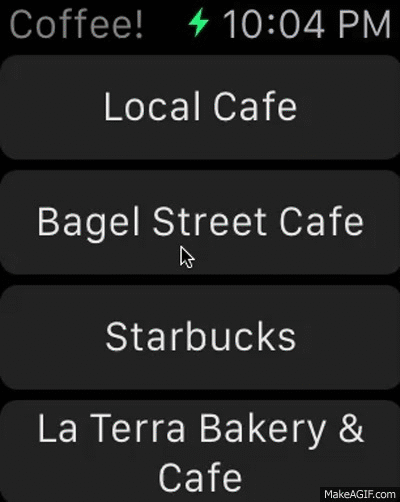 Coffee! 10:04 PM
Local Cafe
Bagel Street Cafe
Starbucks
La Terra Bakery &
Cafe
MakeAGIF.com